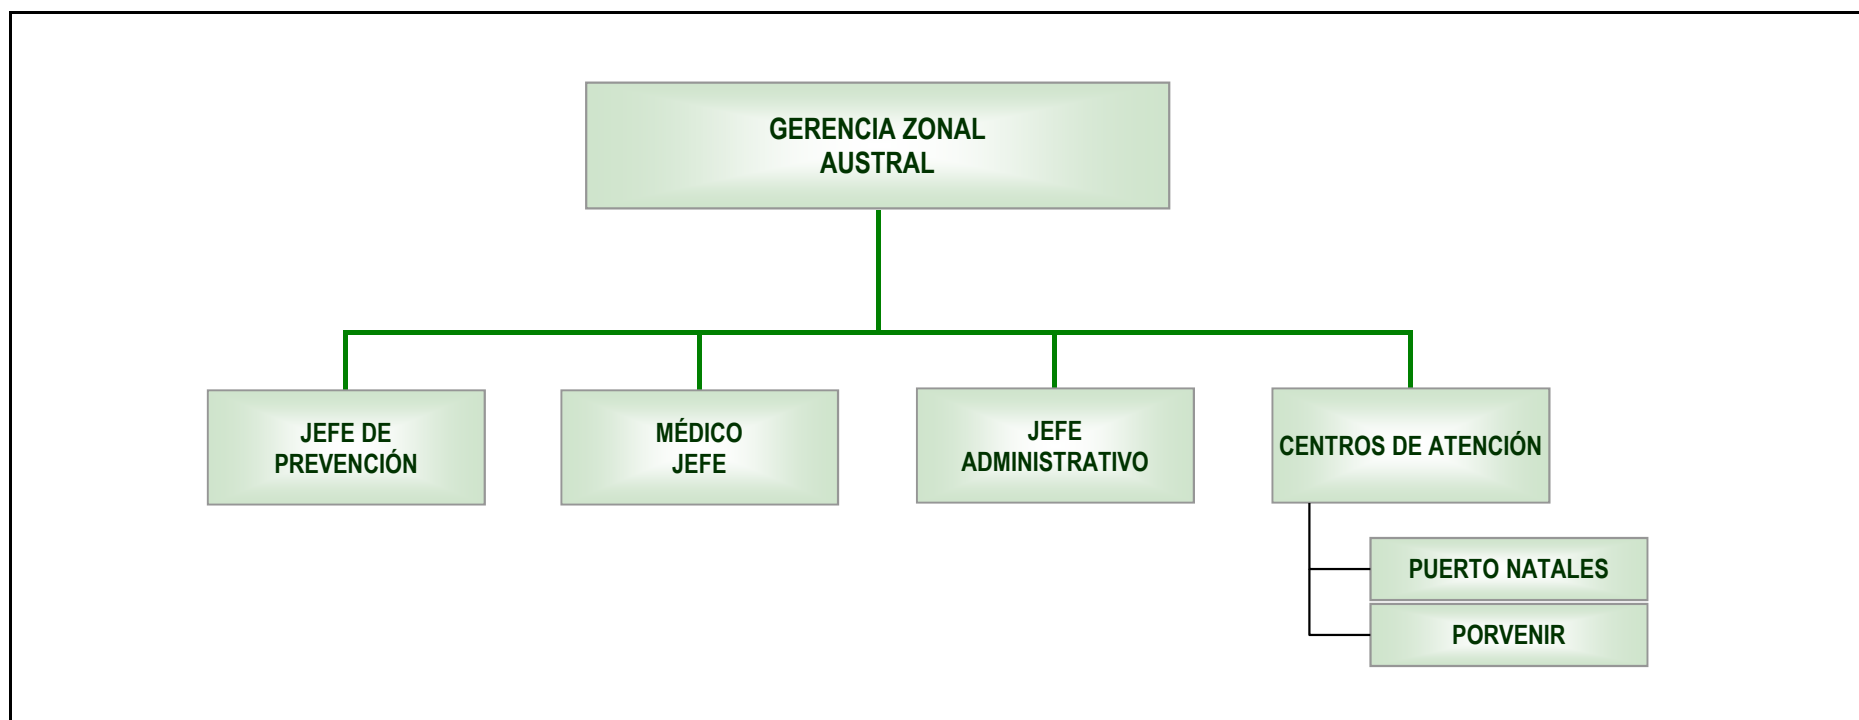 GERENCIA ZONAL
AUSTRAL
JEFE DE
PREVENCIÓN
MÉDICO
JEFE
JEFE
ADMINISTRATIVO
CENTROS DE ATENCIÓN
PUERTO NATALES
PORVENIR